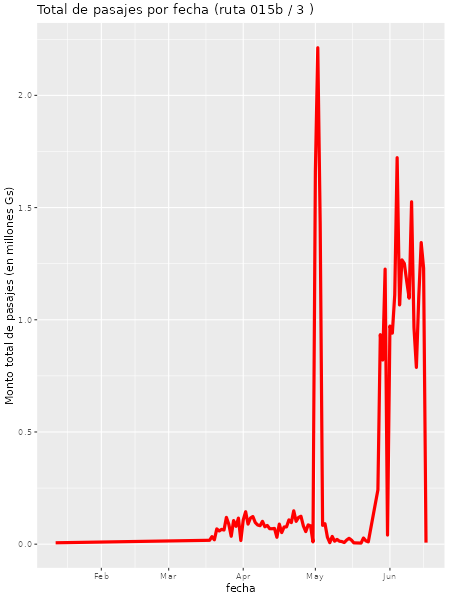 Total de pasajes por fecha (ruta 015b / 3 )
Monto total de pasajes (en millones Gs)
2.0
1.5
1.0
0.5
0.0
Feb
Mar
Apr
May
Jun
fecha